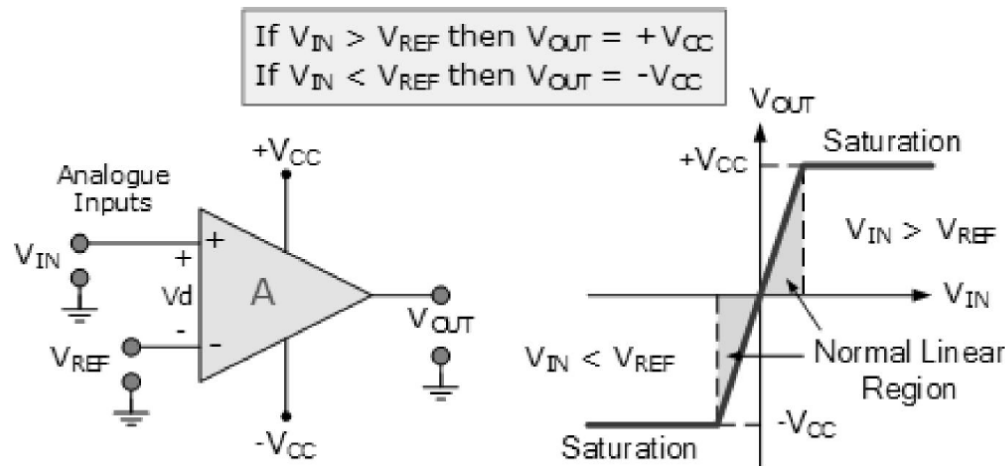 If VIN > VREF then VOUT = +VCC
If VIN < VREF then VOUT = -VCC
+VCC
Analogue
Inputs
VIN
+
+
Vd
A
-
-
VREF
VOUT
-VCC
VOUT
Saturation
+VCC
VIN > VREF
VIN
VIN < VREF
Normal Linear
Region
-VCC
Saturation